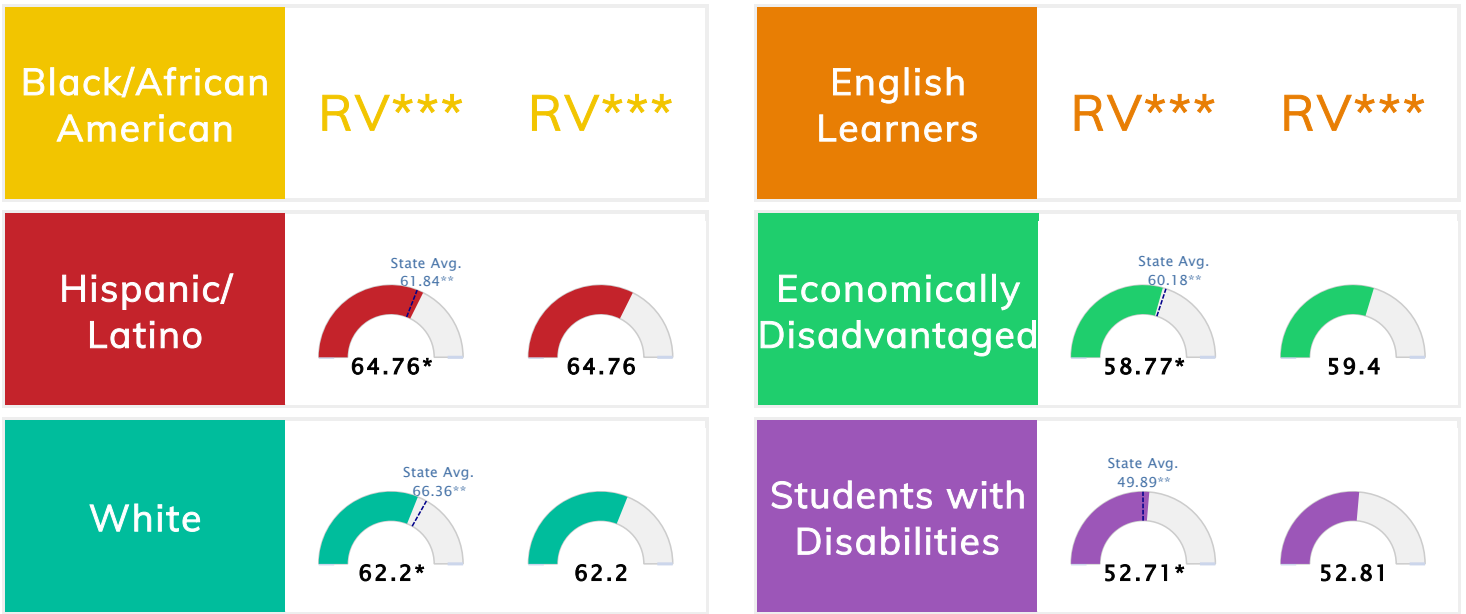 Black/African
American
RV***
RV***
English
Learners
RV***
RV***
Hispanic/
Latino
State Avg.
61.84**
64.76*
64.76
Economically
Disadvantaged
State Avg.
60.18**
58.77*
59.4
White
State Avg.
66.36**
62.2*
62.2
Students with
Disabilities
State Avg.
49.89**
52.71*
52.81